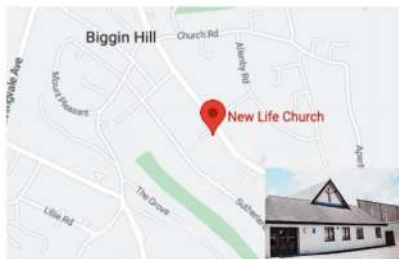 Biggin Hill
Church Rd
Allenby Rd
Mount Pleasant
New Life Church
The Grove
Lillie Rd